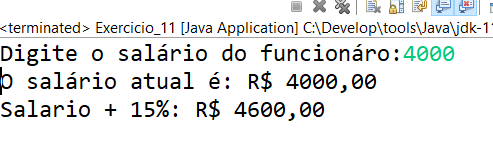 <terminated> Exercicio_11 [Java Application] C:\Develop\tools\Java\jdk-1
Digite o salário do funcionáro:4000
O salário atual é: R$ 4000,00
Salario + 15%: R$ 4600,00